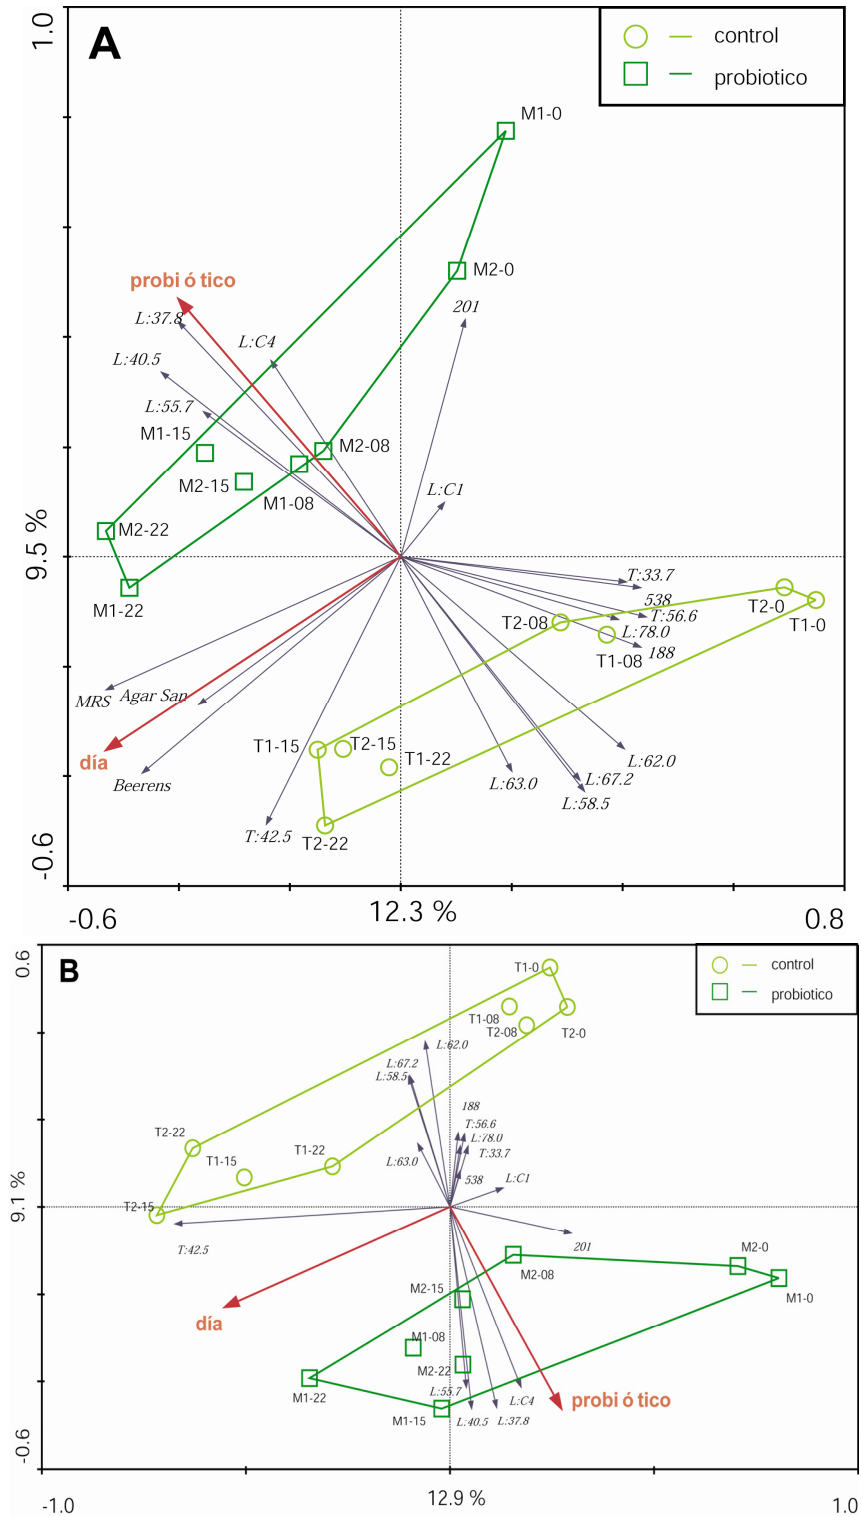 1.0
A
control
probiotico
M1-0
M2-0
probi ó tico
201
L:37.8
L:C4
L:40.5
L:55.7
M1-15
M2-08
M2-15
M1-08
L:C1
M2-22
9.5 %
M1-22
T:33.7
538
T2-0
T:56.6
T2-08
L:78.0
T1-0
188
T1-08
MRS
Agar San
T1-15
T2-15
T1-22
día
L:62.0
Beerens
L:63.0
L:67.2
L:58.5
T:42.5
T2-22
-0.6
-0.6
12.3 %
0.8
0.6
B
control
probiotico
T1-0
T1-08
T2-08
T2-0
L:62.0
L:67.2
L:58.5
188
T:56.6
T2-22
L:78.0
T1-22
T:33.7
T1-15
L:63.0
538
L:C1
9.1 %
T2-15
T:42.5
201
M2-0
M2-08
M2-15
M1-0
día
M1-08
M2-22
M1-22
L:55.7
L:C4
probi ó tico
M1-15
L:40.5
L:37.8
-0.6
-1.0
12.9 %
1.0